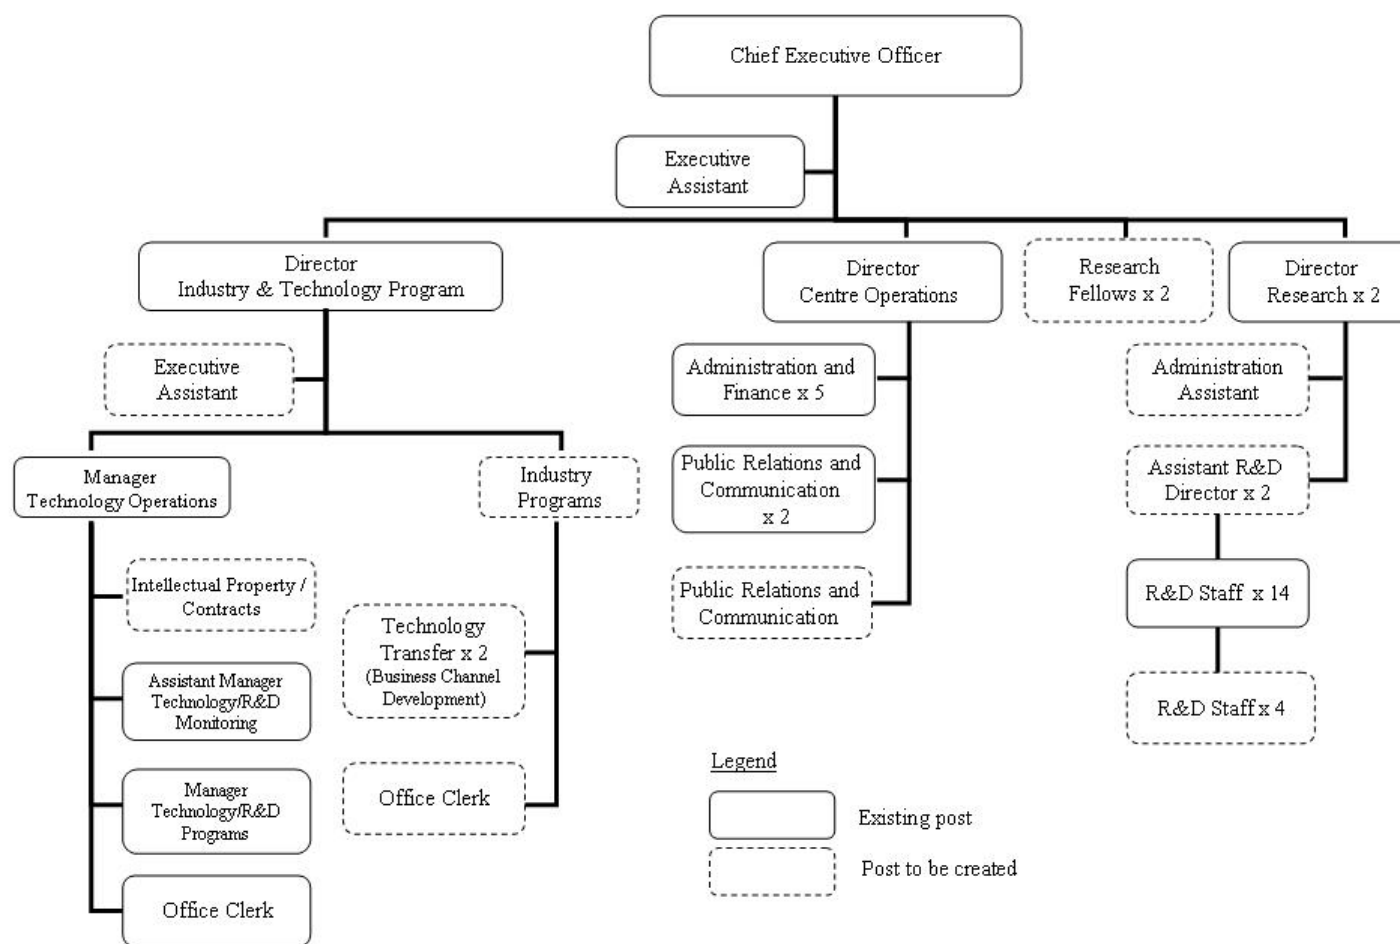 Chief Executive Officer
Executive
Assistant
Director
Industry & Technology Program
Director
Centre Operations
Research
Fellows x 2
Director
Research x 2
Executive
Assistant
Administration and
Finance x 5
Administration
Assistant
Manager
Technology Operations
Industry
Programs
Public Relations and
Communication
x 2
Assistant R&D
Director x 2
Intellectual Property /
Contracts
Technology
Transfer x 2
(Business Channel
Development)
Public Relations and
Communication
R&D Staff x 14
Assistant Manager
Technology/R&D
Monitoring
R&D Staff x 4
Manager
Technology/R&D
Programs
Office Clerk
Office Clerk
Legend
Existing post
Post to be created